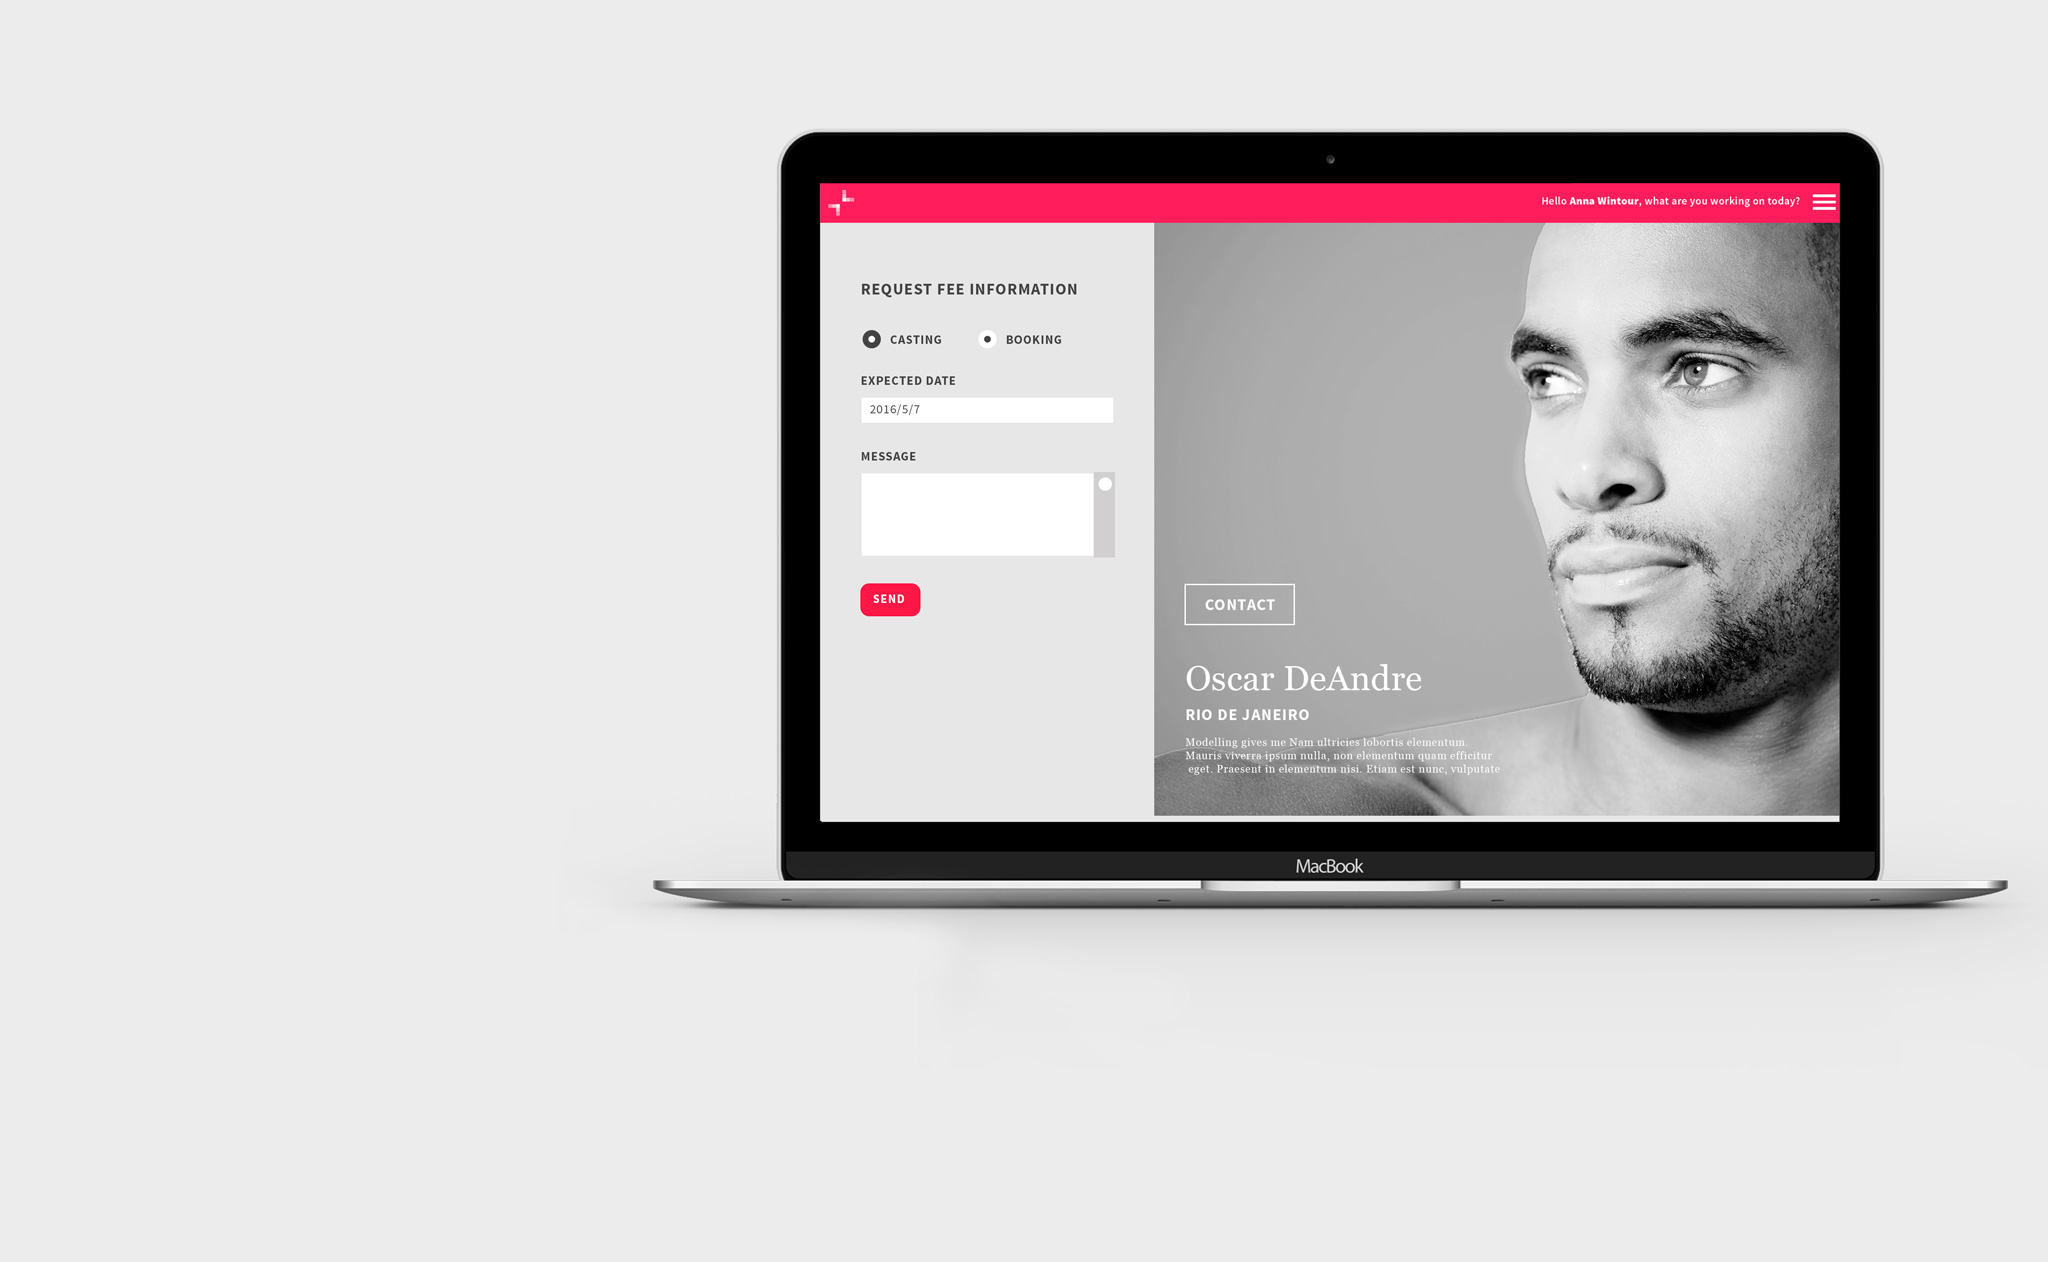 Hello Anna Wintour, what are you working on today?
REQUEST FEE INFORMATION
CASTING BOOKING
EXPECTED DATE
2016/5/7
MESSAGE
SEND
CONTACT
Oscar DeAndre
RIO DE JANEIRO
Modelling gives me Nam ultricies lobortis elementum.
Mauris viverra ipsum nulla, non elementum quam efficitur
eget. Praesent in elementum nisi. Etiam est nunc, vulputate
MacBook